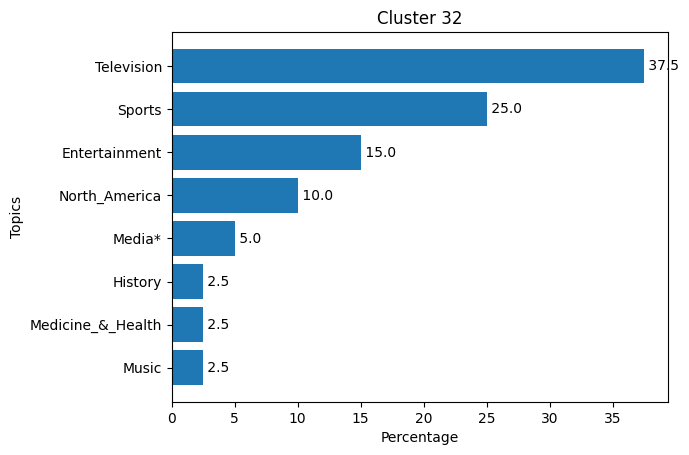 Cluster 32
Topics
Television 37.5
Sports 25.0
Entertainment 15.0
North_America 10.0
Media* 5.0
History 2.5
Medicine_&_Health 2.5
Music 2.5
0 5 10 15 20 25 30 35
Percentage